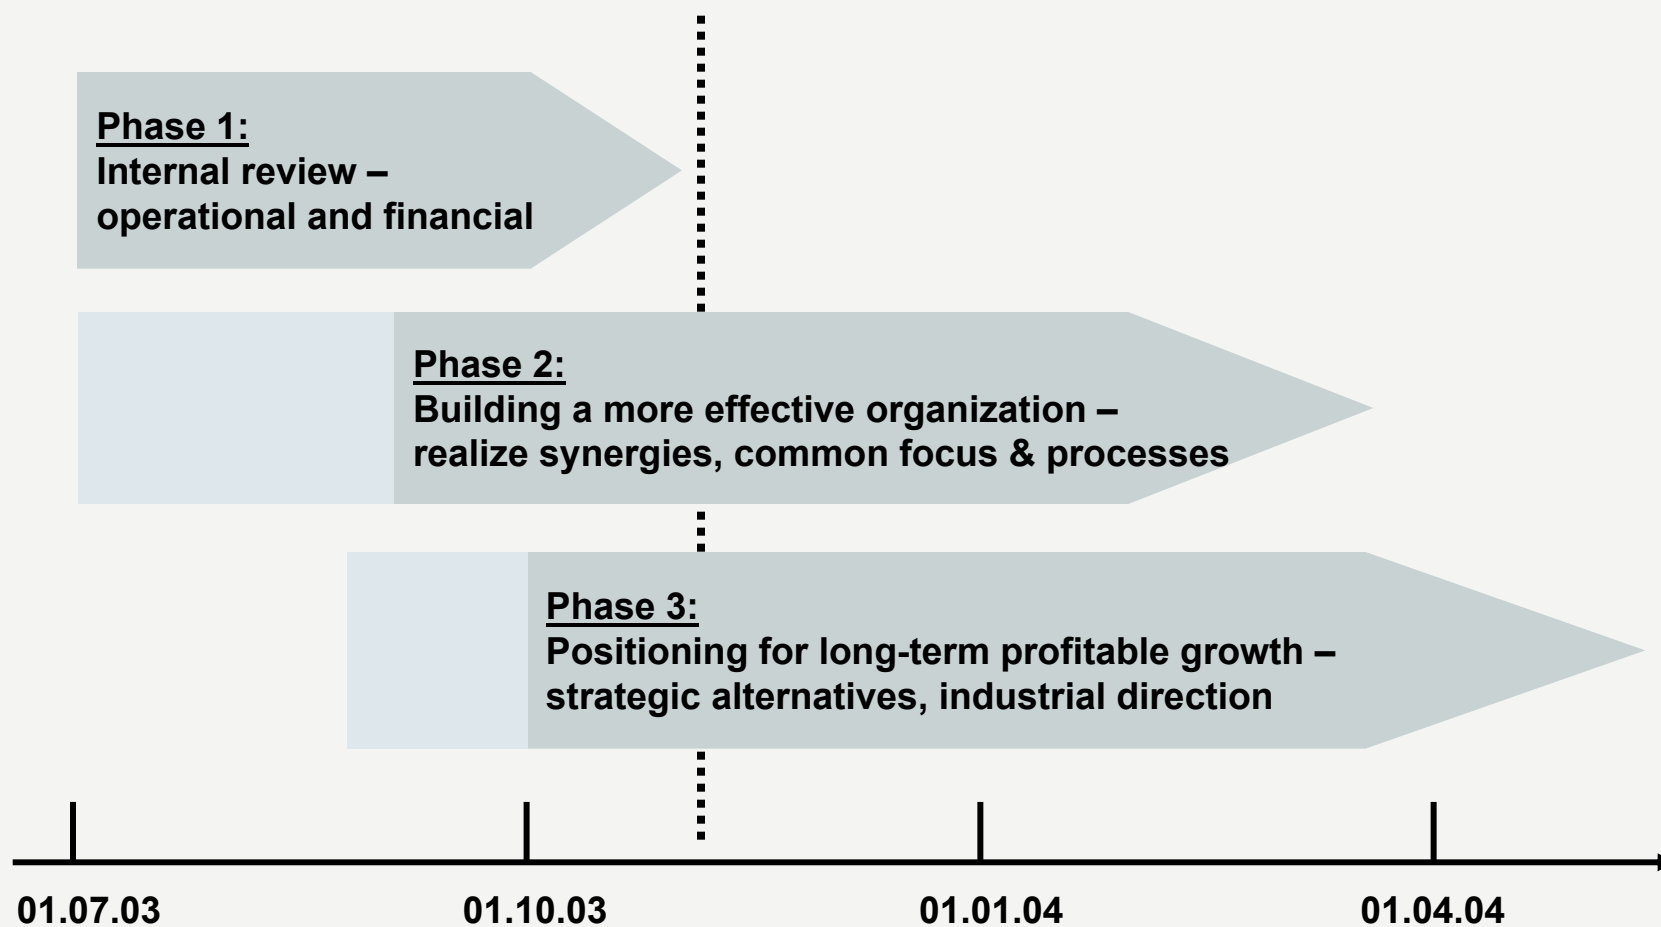 Phase 1:
Internal review –
operational and financial
Phase 2:
Building a more effective organization –
realize synergies, common focus & processes
Phase 3:
Positioning for long-term profitable growth –
strategic alternatives, industrial direction
01.07.03
01.10.03
01.01.04
01.04.04